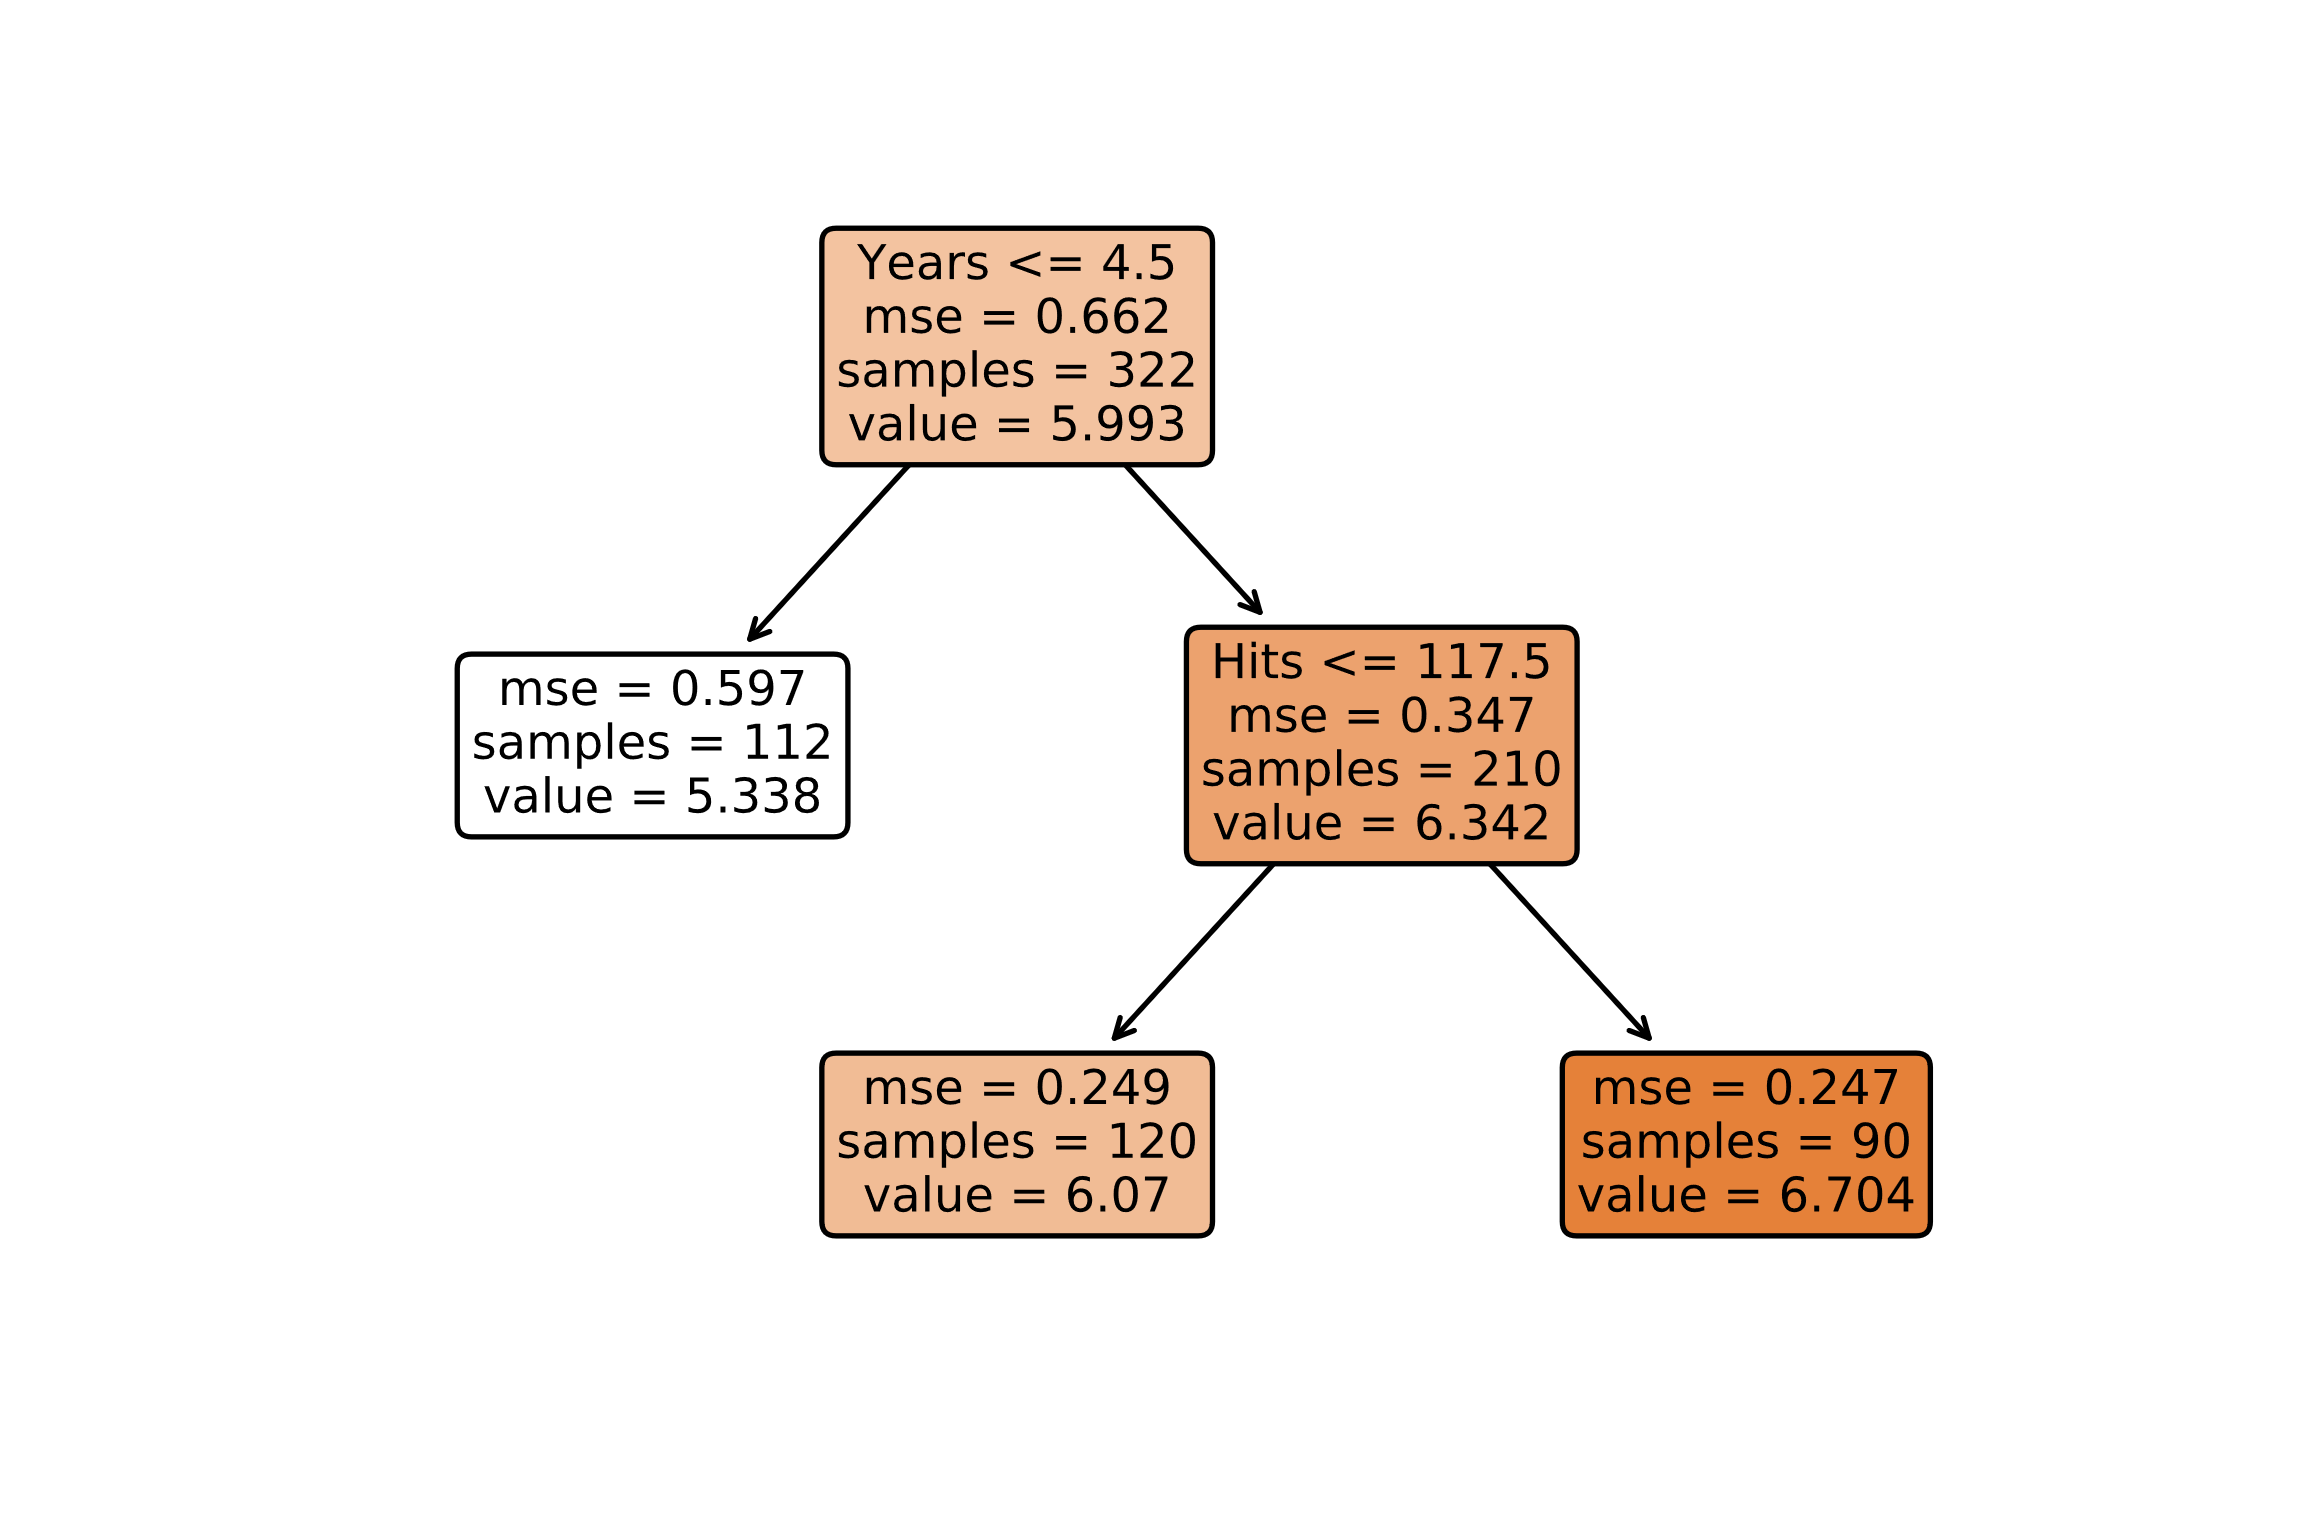 Years <= 4.5
mse = 0.662
samples = 322
value = 5.993
mse = 0.597
samples = 112
value = 5.338
Hits <= 117.5
mse = 0.347
samples = 210
value = 6.342
mse = 0.249
samples = 120
value = 6.07
mse = 0.247
samples = 90
value = 6.704